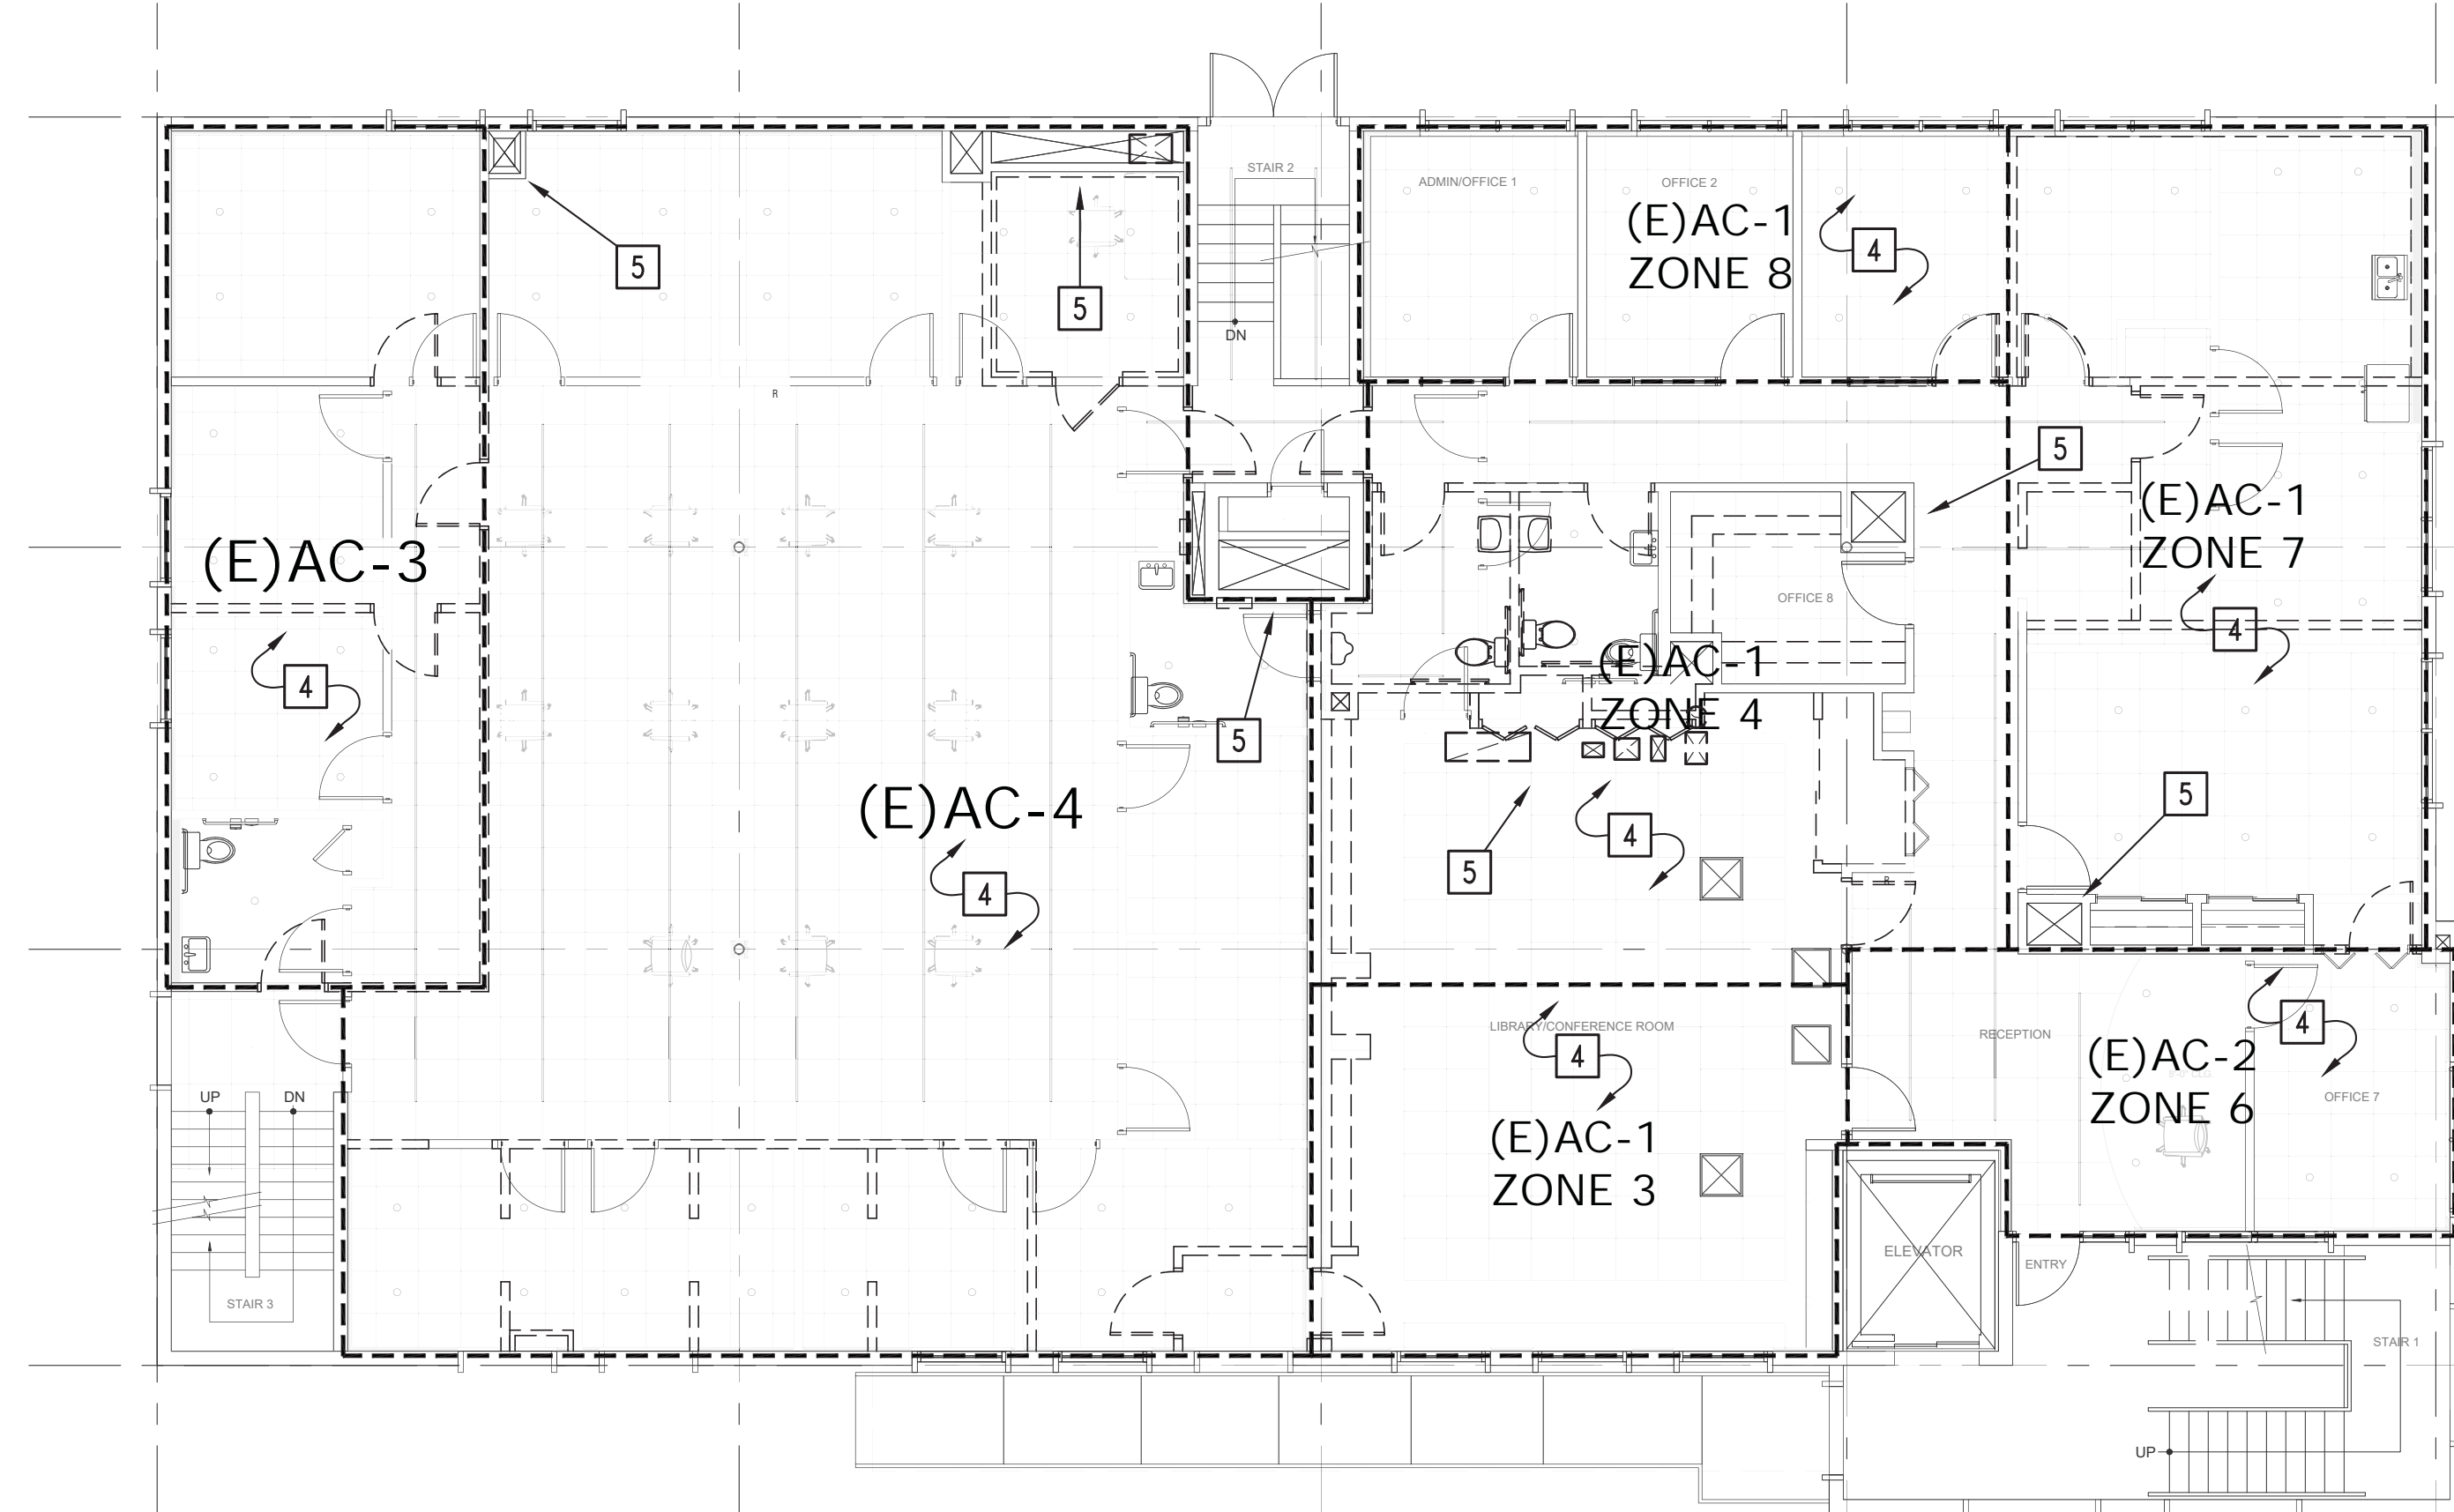 STAIR 2
ADMIN/OFFICE 1
OFFICE 2
(E)AC-1
ZONE 8
4
5
5
DN
R
5
(E)AC-1
ZONE 7
4
(E)AC-3
4
OFFICE 8
(E)AC-1
ZONE 4
5
5
(E)AC-4
4
4
5
R
LIBRARY/CONFERENCE ROOM
4
RECEPTION
4
(E)AC-2
ZONE 6
OFFICE 7
UP
DN
(E)AC-1
ZONE 3
ELEVATOR
ENTRY
STAIR 3
STAIR 1
UP